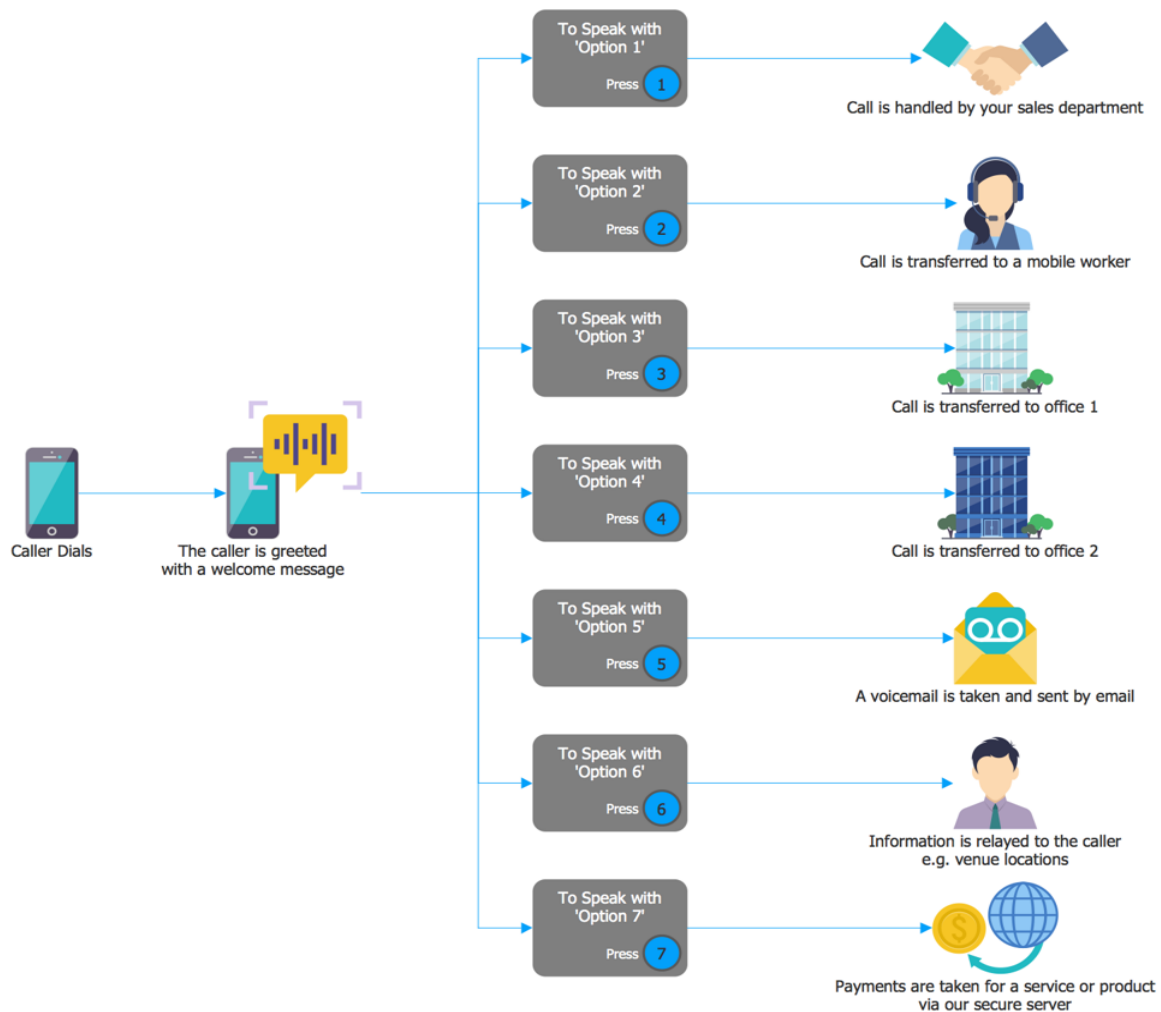 To Speak with
'Option 1'
Press 1
Call is handled by your sales department
To Speak with
'Option 2'
Press 2
Call is transferred to a mobile worker
To Speak with
'Option 3'
Press 3
Call is transferred to office 1
Caller Dials
The caller is greeted
with a welcome message
To Speak with
'Option 4'
Press 4
Call is transferred to office 2
To Speak with
'Option 5'
Press 5
A voicemail is taken and sent by email
To Speak with
'Option 6'
Press 6
Information is relayed to the caller
e.g. venue locations
To Speak with
'Option 7'
Press 7
$
Payments are taken for a service or product
via our secure server